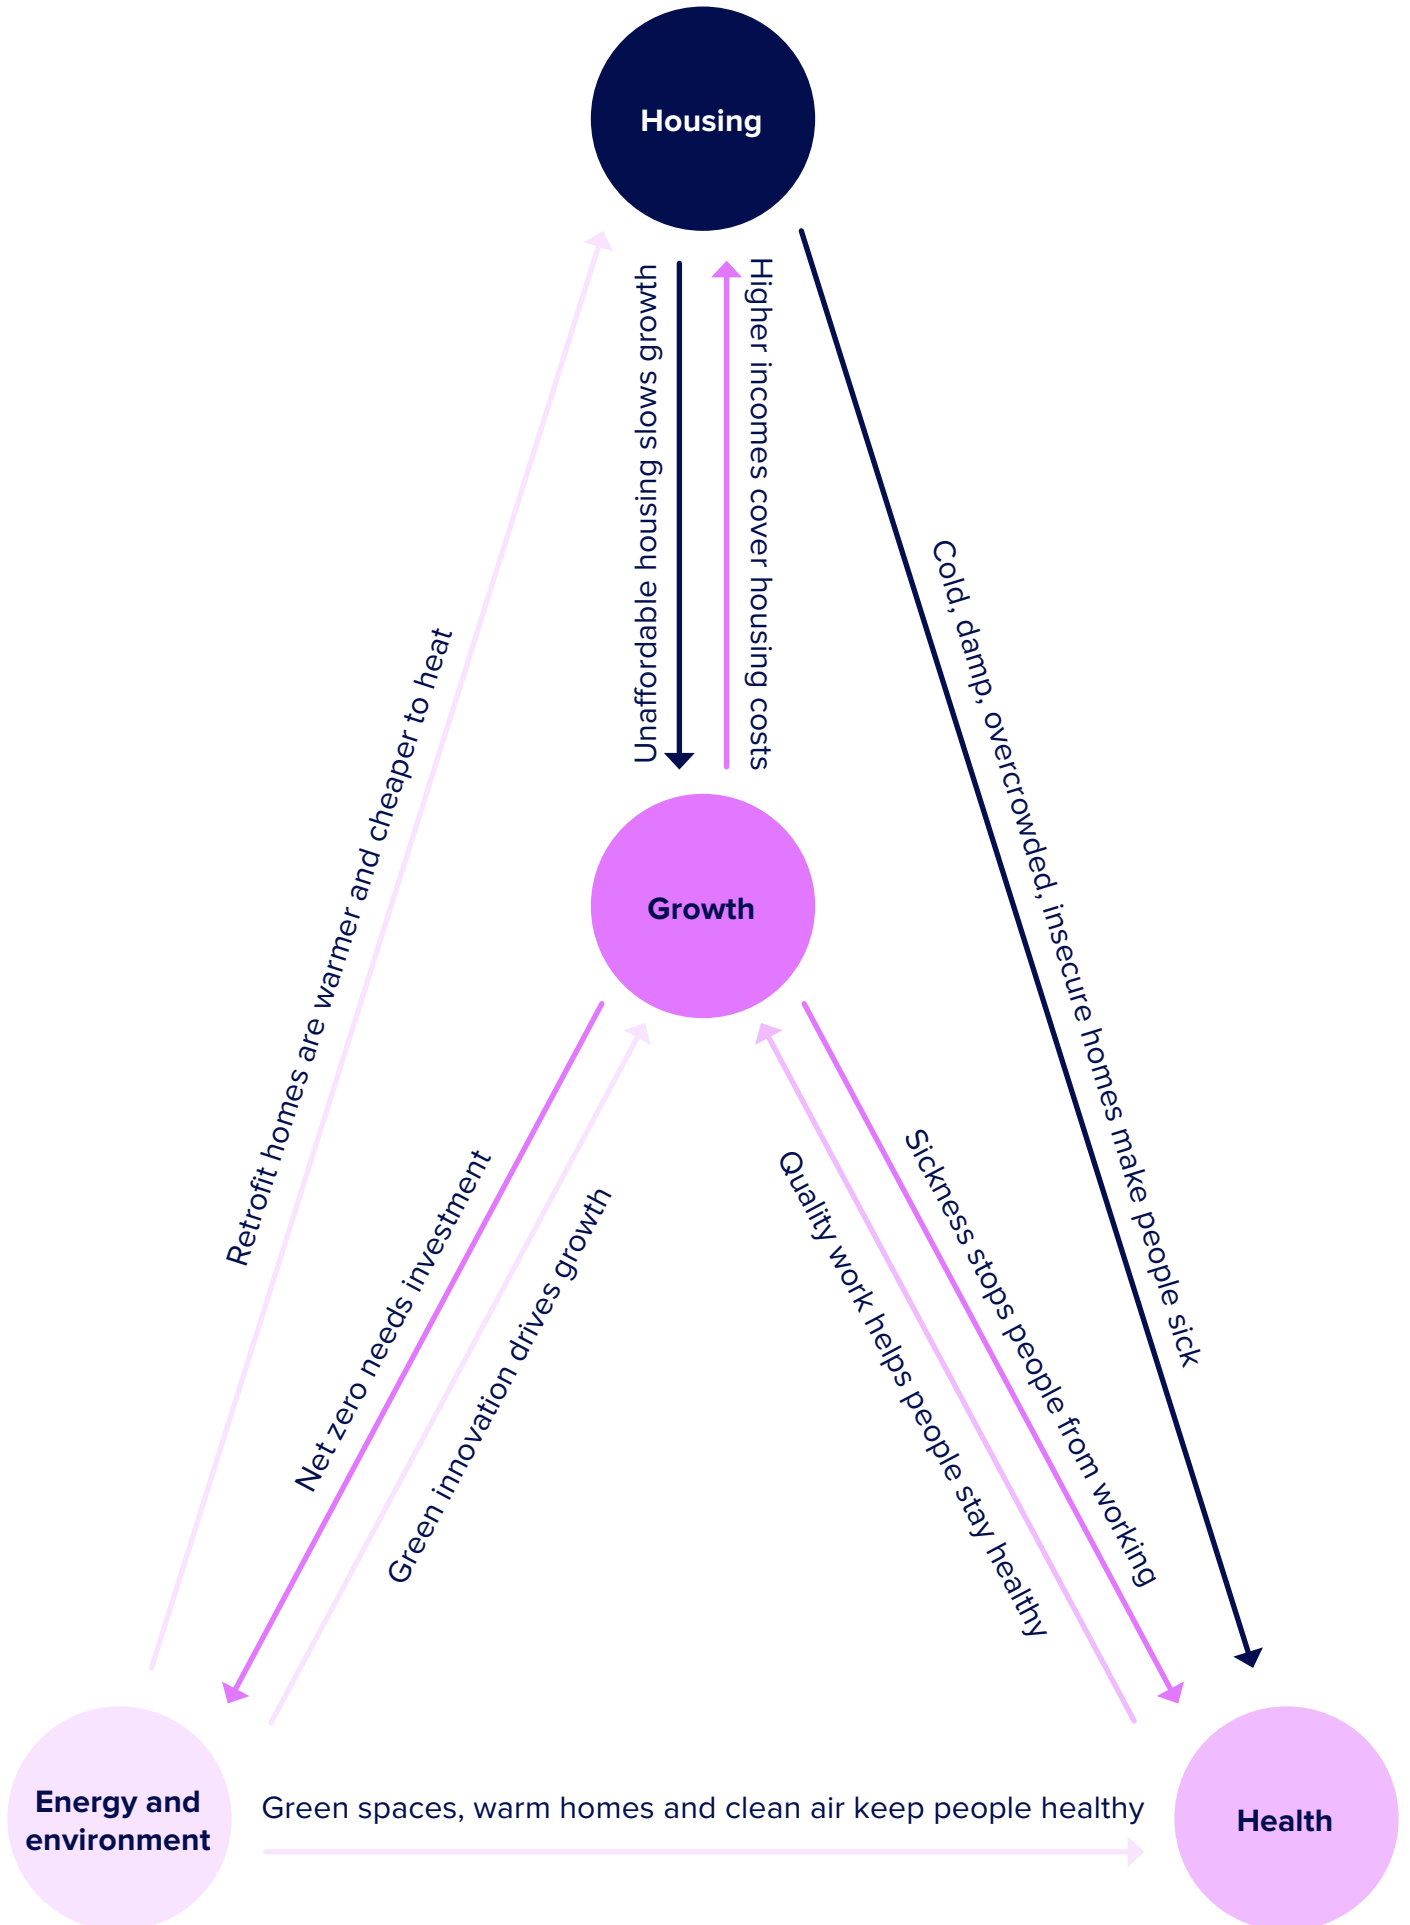 Housing
Unaffordable housing slows growth
Higher incomes cover housing costs
Cold, damp, overcrowded, insecure homes make people sick
Retrofit homes are warmer and cheaper to heat
Growth
Net zero needs investment
Green innovation drives growth
Quality work helps people stay healthy
Sickness stops people from working
Energy and
environment
Green spaces, warm homes and clean air keep people healthy
Health